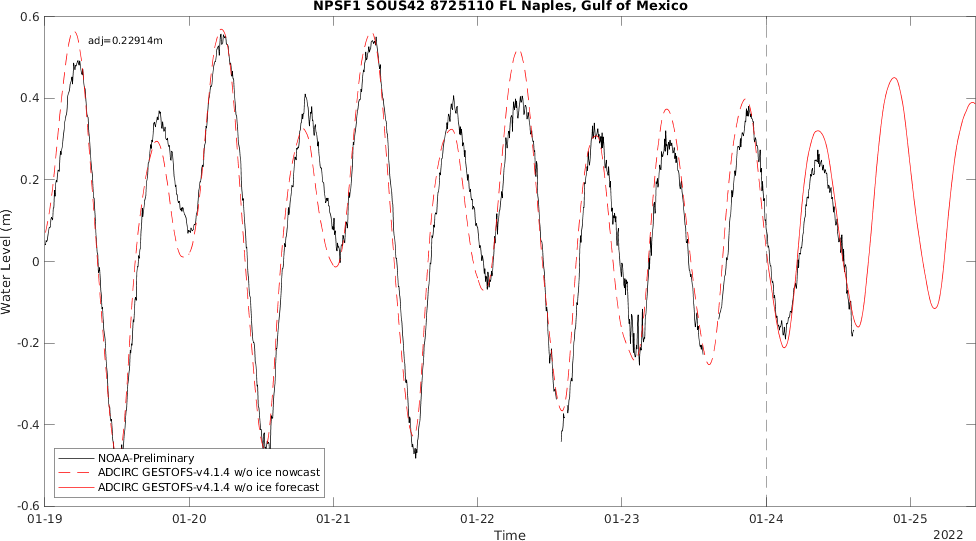 NPSF1 SOUS42 8725110 FL Naples, Gulf of Mexico
0.6
adj=0.22914m
0.4
0.2
0
-0.2
-0.4
-0.6
Water Level (m)
NOAA-Preliminary
ADCIRC GESTOFS-v4.1.4 w/o ice nowcast
ADCIRC GESTOFS-v4.1.4 w/o ice forecast
01-19 01-20 01-21 01-22 01-23 01-24 01-25
Time
2022